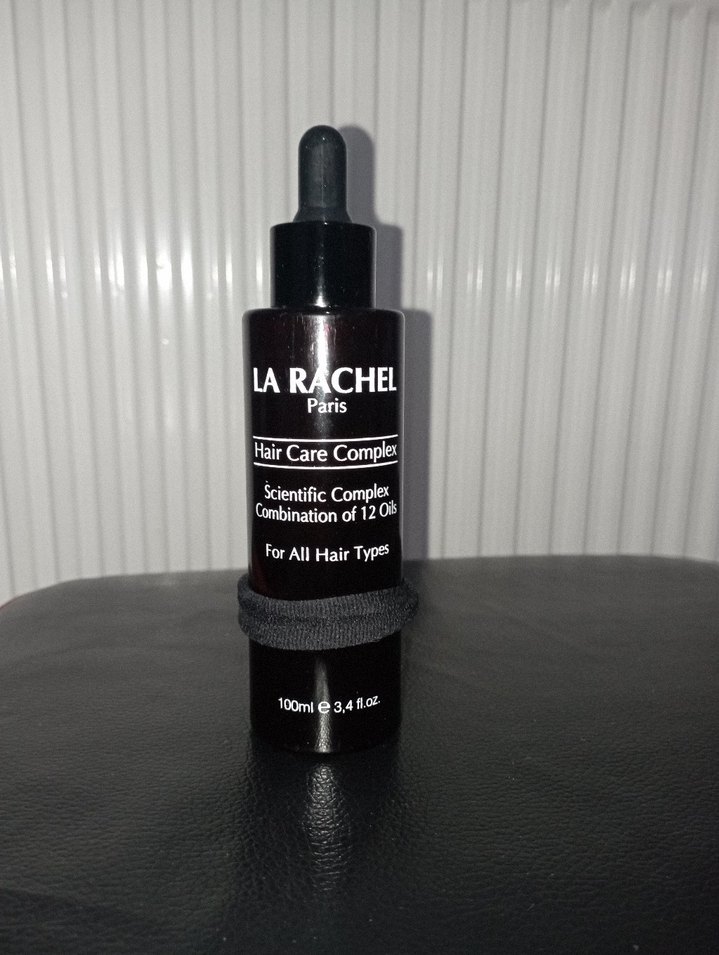 LA RACHEL
Paris
Hair Care Complex
Scientific Complex
Combination of 12 Oils
For All Hair Types
100ml ℮ 3,4 fl.oz.